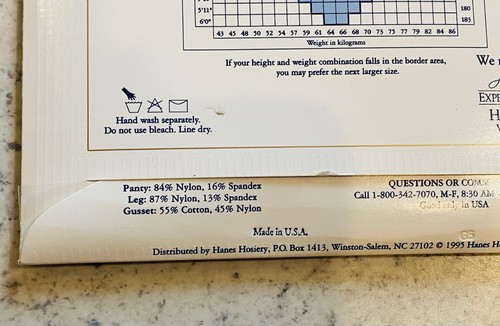 5'11" 180
6'0" 183
43 45 48 50 52 54 57 59 61 64 66 68 70 73 75 77 79 82 84 86
Weight in kilograms
If your height and weight combination falls in the border area,
you may prefer the next larger size.
We
EXPE
H
Hand wash separately.
Do not use bleach. Line dry.
Panty: 84% Nylon, 16% Spandex
Leg: 87% Nylon, 13% Spandex
Gusset: 55% Cotton, 45% Nylon
QUESTIONS OR COMME
Call 1-800-342-7070, M-F, 8:30 AM
Good only in USA
Made in U.S.A.
Distributed by Hanes Hosiery, P.O. Box 1413, Winston-Salem, NC 27102 © 1995 Hanes H